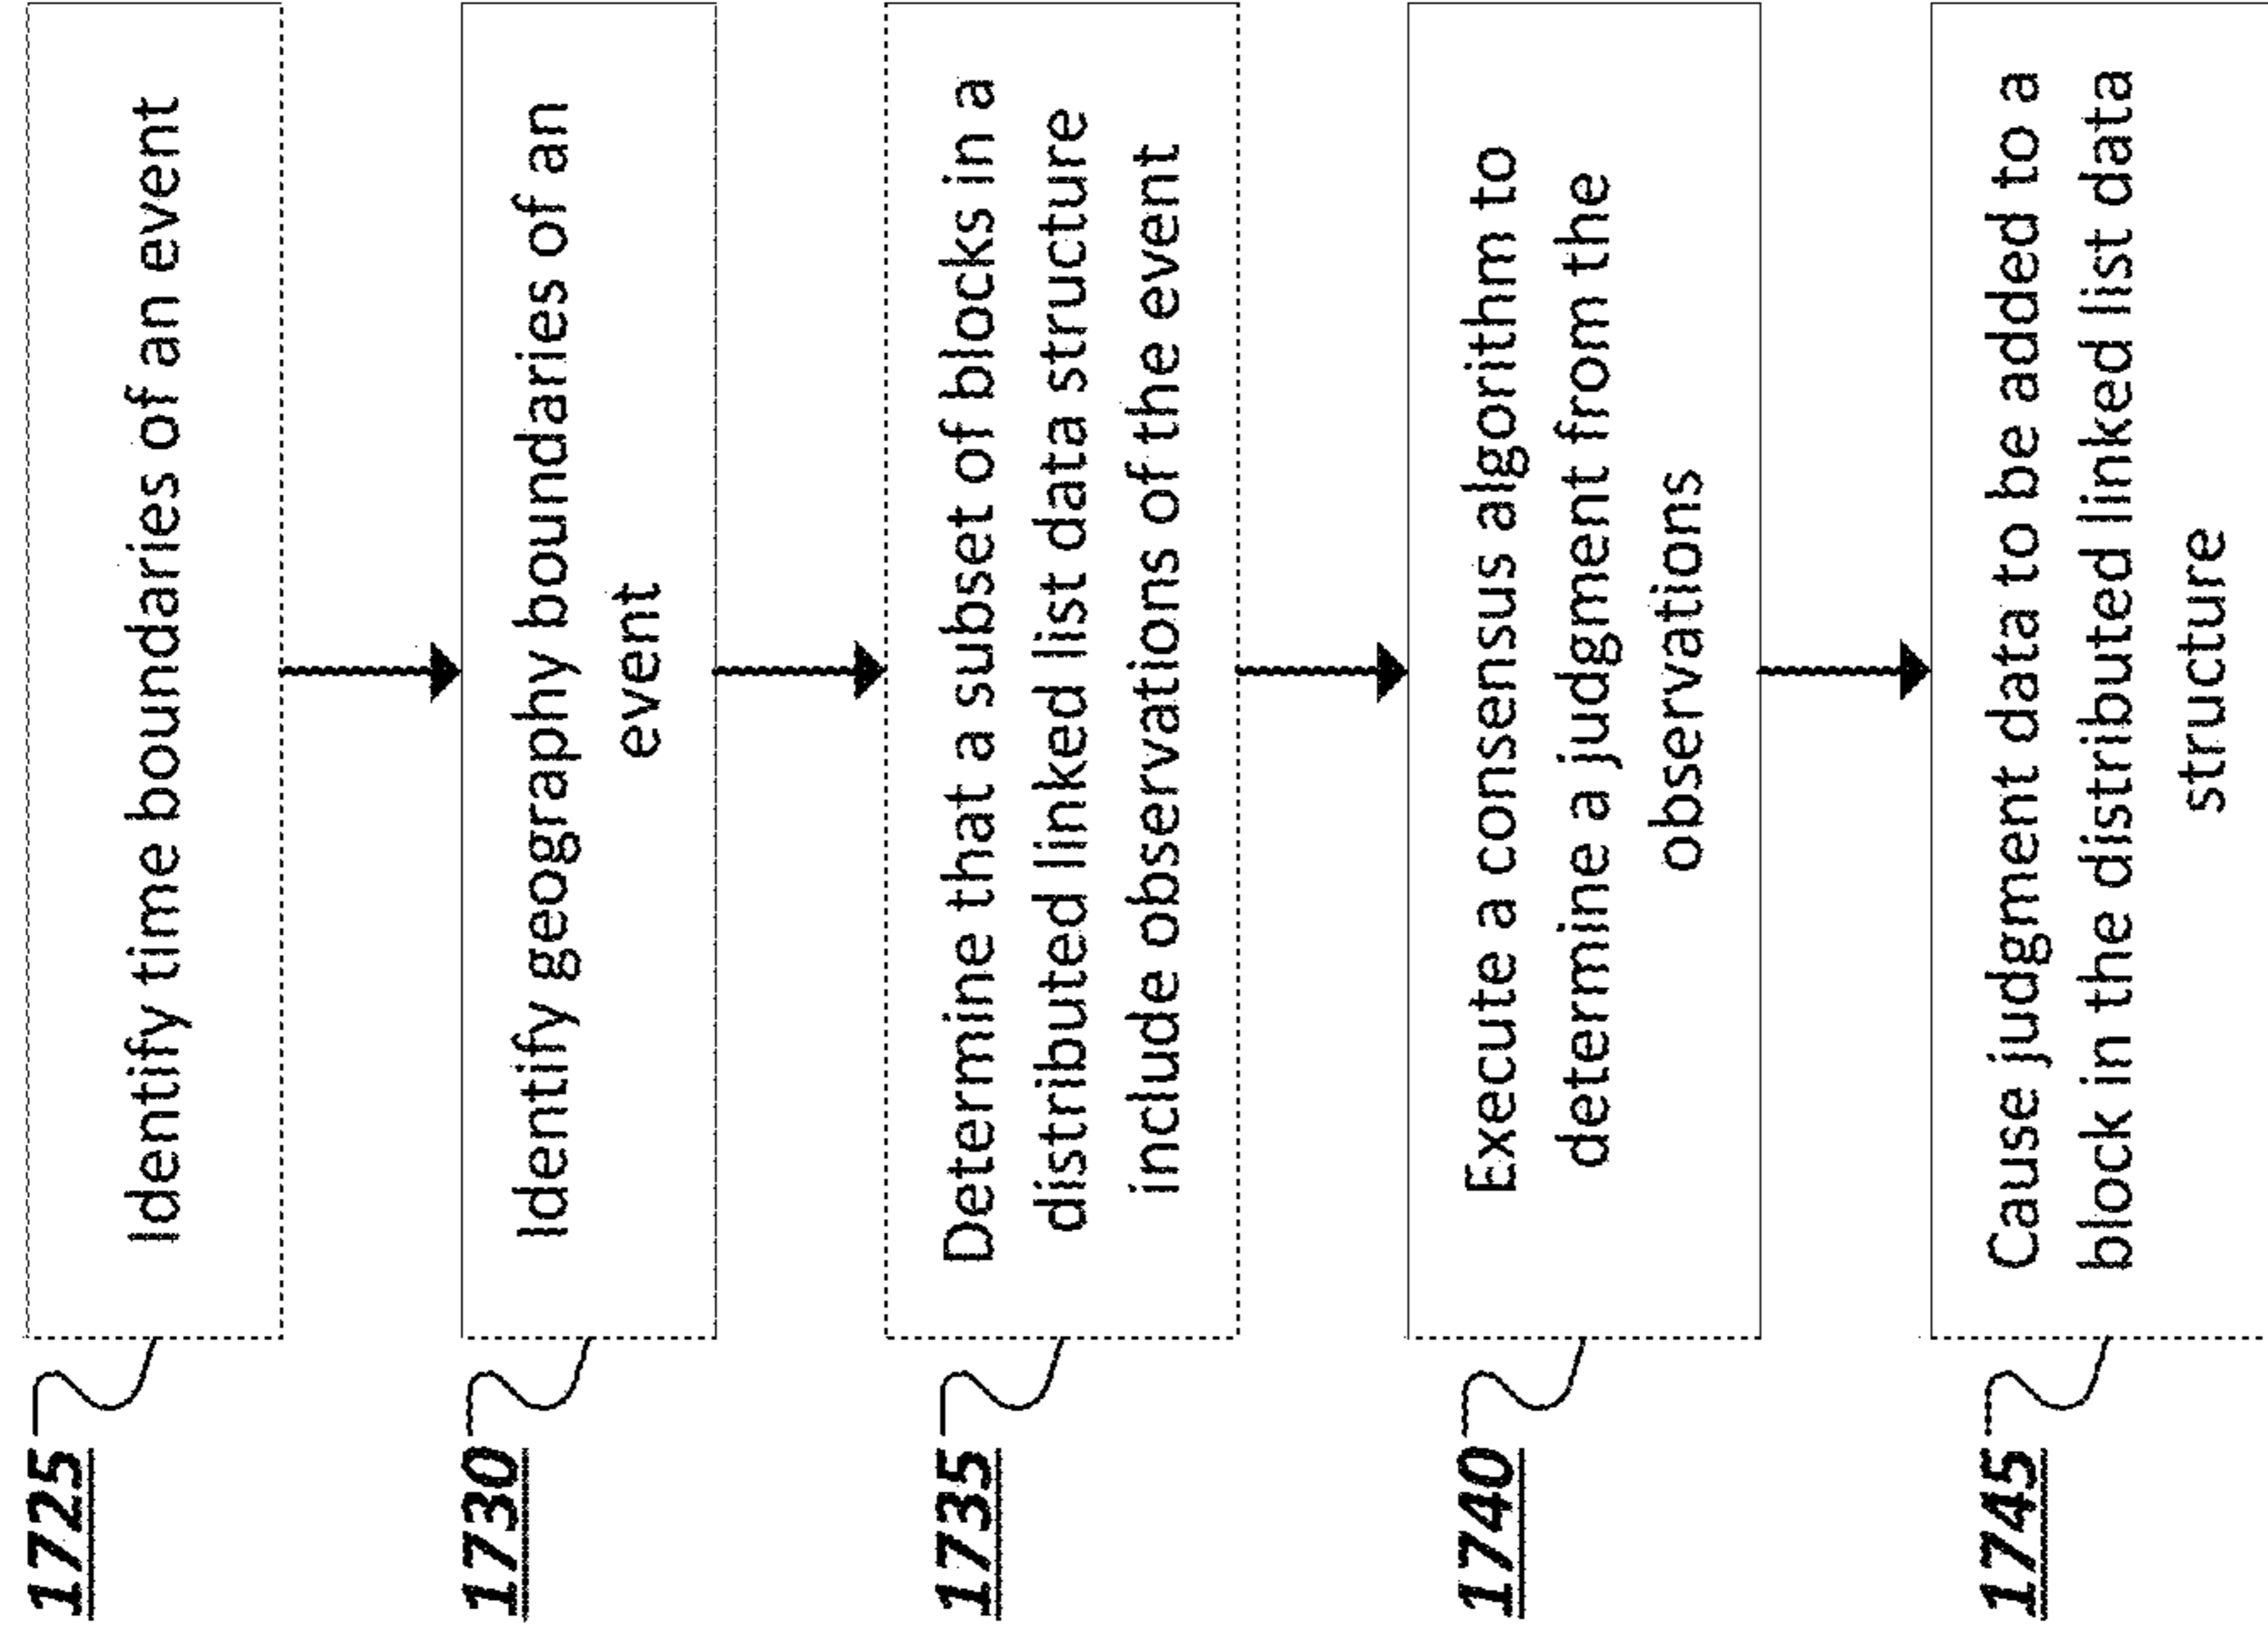 1725
Identify time boundaries of an event
1730
Identify geography boundaries of an
event
1735
Determine that a subset of blocks in a
distributed linked list data structure
include observations of the event
1740
Execute a consensus algorithm to
determine a judgment from the
observations
1745
Cause judgment data to be added to a
block in the distributed linked list data
structure